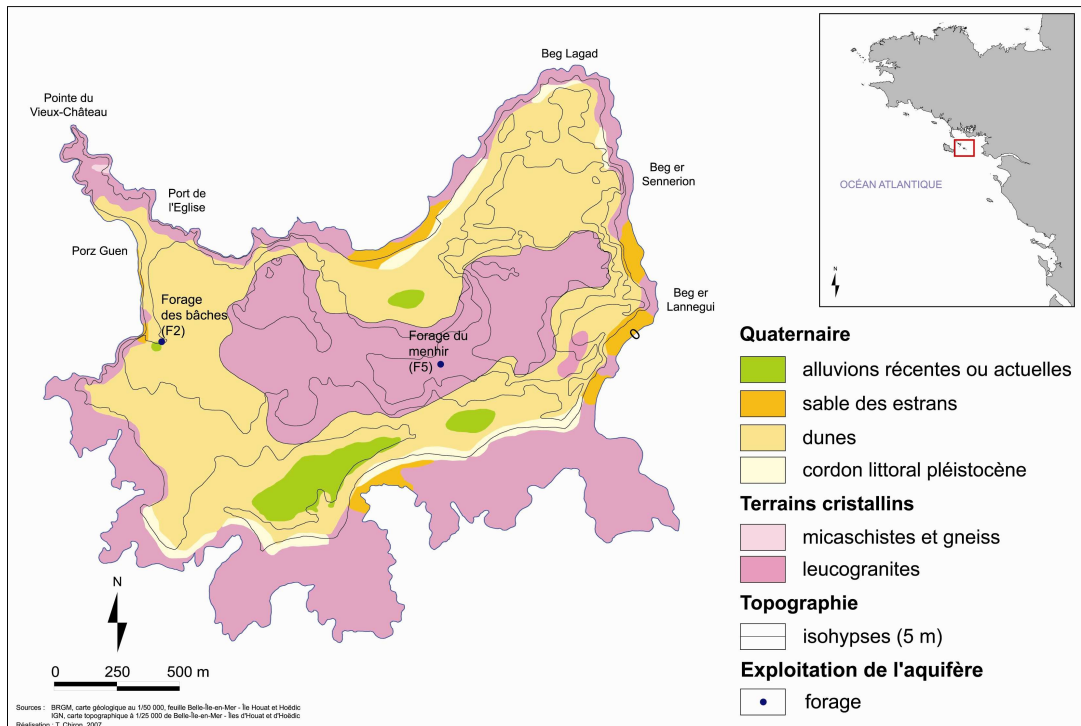 Beg Lagad
Pointe du
Vieux-Château
Port de
l'Eglise
Beg er
Sennerion
Porz Guen
Beg er
Lannegui
Forage
des bâches
(F2)
Forage du
menhir
(F5)
0
N
0 250 500 m
Sources : BRGM, carte géologique au 1/50 000, feuille Belle-Île-en-Mer - Île Houat et Hoëdic
IGN, carte topographique à 1/25 000 de Belle-Île-en-Mer - Îles d'Houat et d'Hoëdic
Réalisation : T. Chiron, 2007
OCÉAN ATLANTIQUE
N
Quaternaire
alluvions récentes ou actuelles
sable des estrans
dunes
cordon littoral pléistocène
Terrains cristallins
micaschistes et gneiss
leucogranites
Topographie
isohypses (5 m)
Exploitation de l'aquifère
forage